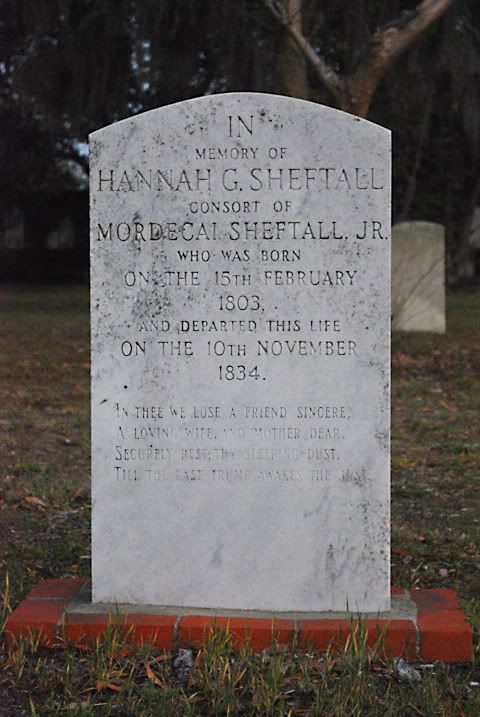 IN
MEMORY OF
HANNAH G. SHEFTALL
CONSORT OF
MORDECAI SHEFTALL, JR.
WHO WAS BORN
ON THE 15TH FEBRUARY
1803,
AND DEPARTED THIS LIFE
ON THE 10TH NOVEMBER
1834.
IN THEE WE LOSE A FRIEND SINCERE,
A LOVING WIFE, AND MOTHER DEAR.
SECURELY REST, THY SLEEPING DUST.
TILL THE LAST TRUMP AWAKES THE JUST.